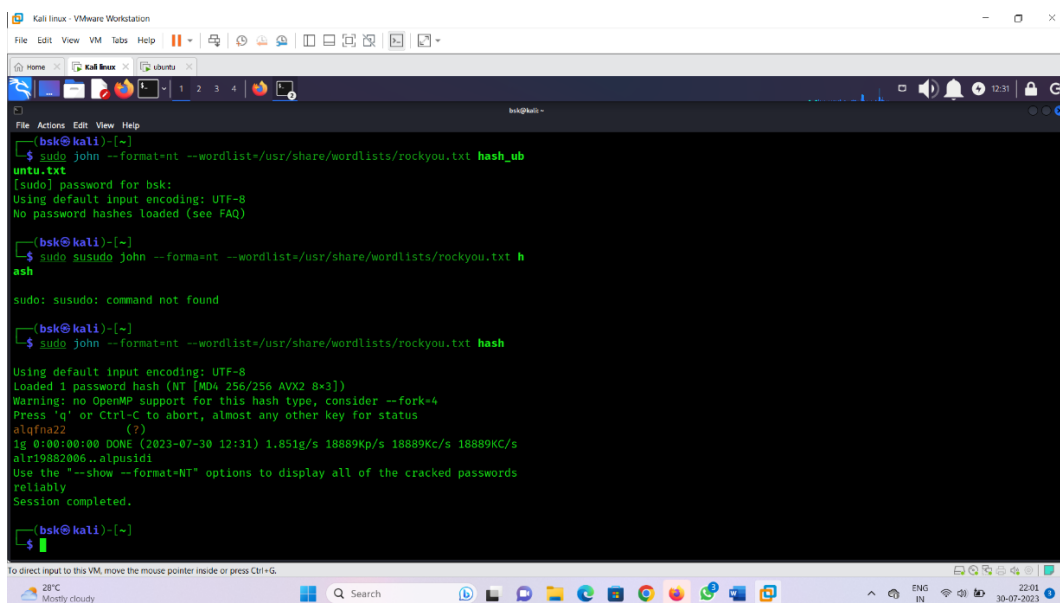 Kali linux - VMware Workstation
File Edit View VM Tabs Help
Home Kali linux ubuntu
1 2 3 4 12:31
bsk@kali: ~
File Actions Edit View Help
┌──(bsk㉿kali)-[~]
└─$ sudo john --format=nt --wordlist=/usr/share/wordlists/rockyou.txt hash_ub
untu.txt
[sudo] password for bsk:
Using default input encoding: UTF-8
No password hashes loaded (see FAQ)
┌──(bsk㉿kali)-[~]
└─$ sudo susudo john --forma=nt --wordlist=/usr/share/wordlists/rockyou.txt h
ash
sudo: susudo: command not found
┌──(bsk㉿kali)-[~]
└─$ sudo john --format=nt --wordlist=/usr/share/wordlists/rockyou.txt hash
Using default input encoding: UTF-8
Loaded 1 password hash (NT [MD4 256/256 AVX2 8×3])
Warning: no OpenMP support for this hash type, consider --fork=4
Press 'q' or Ctrl-C to abort, almost any other key for status
alqfna22 (?)
1g 0:00:00:00 DONE (2023-07-30 12:31) 1.851g/s 18889Kp/s 18889Kc/s 18889KC/s
alr19882006..alpusidi
Use the "--show --format=NT" options to display all of the cracked passwords
reliably
Session completed.
┌──(bsk㉿kali)-[~]
└─$
To direct input to this VM, move the mouse pointer inside or press Ctrl+G.
28°C
Mostly cloudy
Search
ENG
IN
22:01
30-07-2023